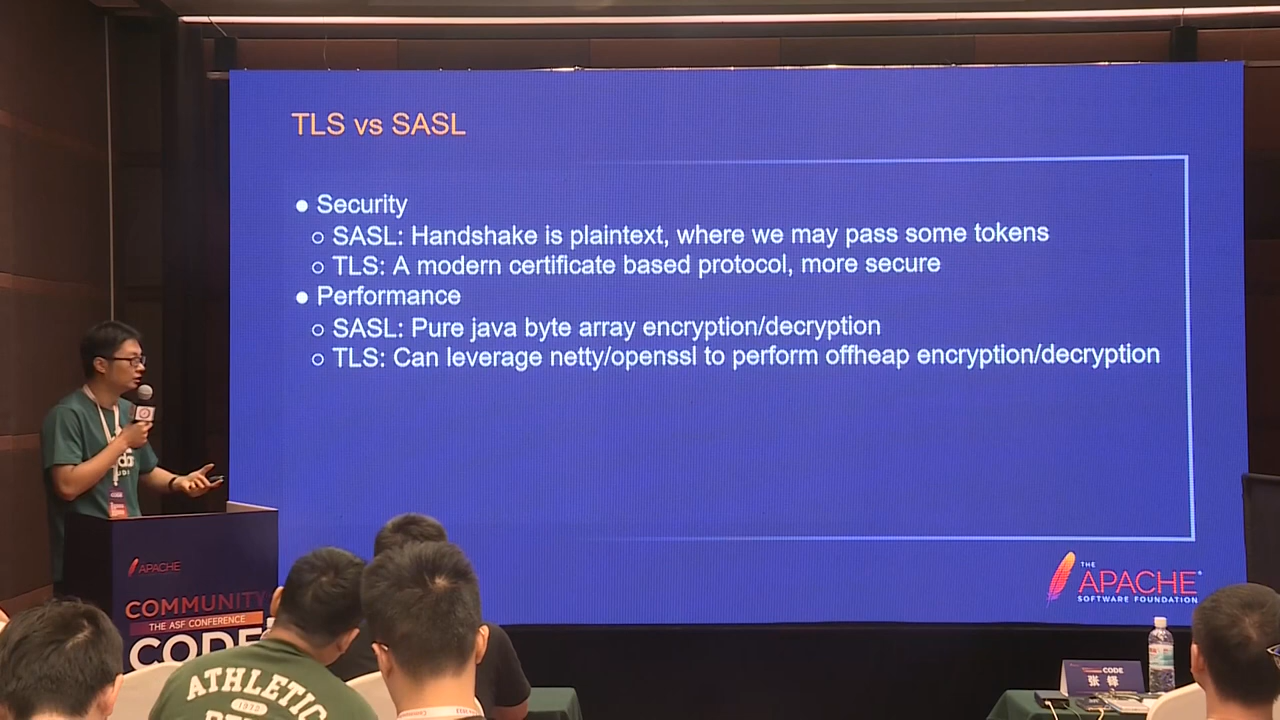 TLS vs SASL
● Security
○ SASL: Handshake is plaintext, where we may pass some tokens
○ TLS: A modern certificate based protocol, more secure
● Performance
○ SASL: Pure java byte array encryption/decryption
○ TLS: Can leverage netty/openssl to perform offheap encryption/decryption
THE
APACHE®
SOFTWARE FOUNDATION
APACHE
COMMUNITY
THE ASF CONFERENCE
CODE
ATHLETIC
1973
CODE
张铎